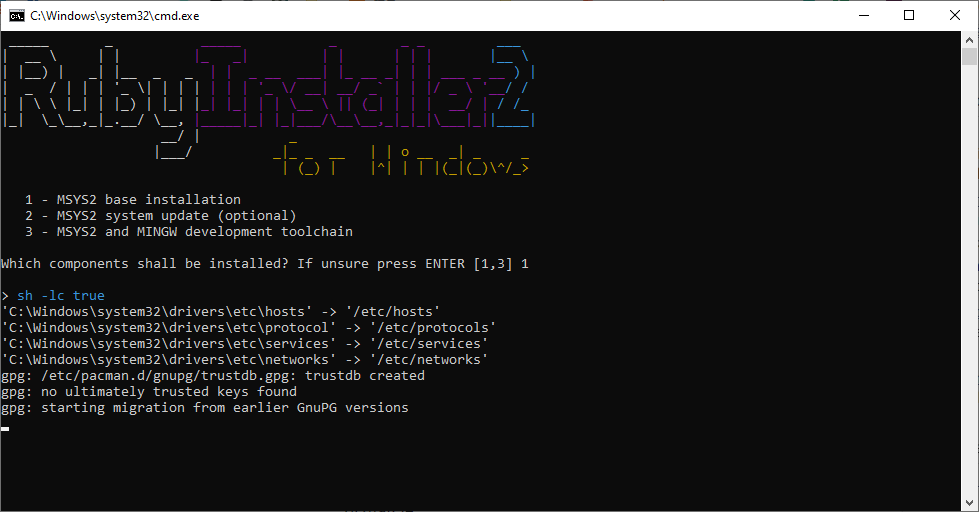 C:\Windows\system32\cmd.exe
RubyInstaller2
for Windows
1 - MSYS2 base installation
2 - MSYS2 system update (optional)
3 - MSYS2 and MINGW development toolchain
Which components shall be installed? If unsure press ENTER [1,3] 1
> sh -lc true
'C:\Windows\system32\drivers\etc\hosts' -> '/etc/hosts'
'C:\Windows\system32\drivers\etc\protocol' -> '/etc/protocols'
'C:\Windows\system32\drivers\etc\services' -> '/etc/services'
'C:\Windows\system32\drivers\etc\networks' -> '/etc/networks'
gpg: /etc/pacman.d/gnupg/trustdb.gpg: trustdb created
gpg: no ultimately trusted keys found
gpg: starting migration from earlier GnuPG versions